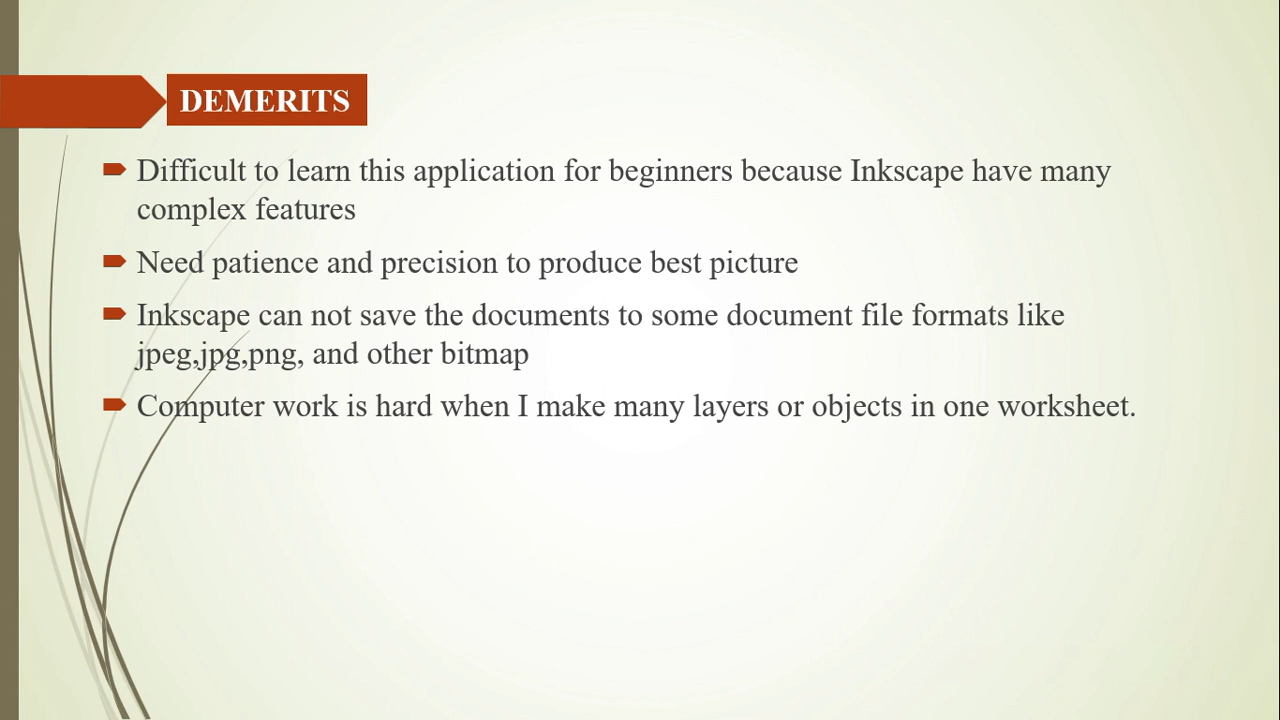 DEMERITS
Difficult to learn this application for beginners because Inkscape have many
complex features
Need patience and precision to produce best picture
Inkscape can not save the documents to some document file formats like
jpeg,jpg,png, and other bitmap
Computer work is hard when I make many layers or objects in one worksheet.